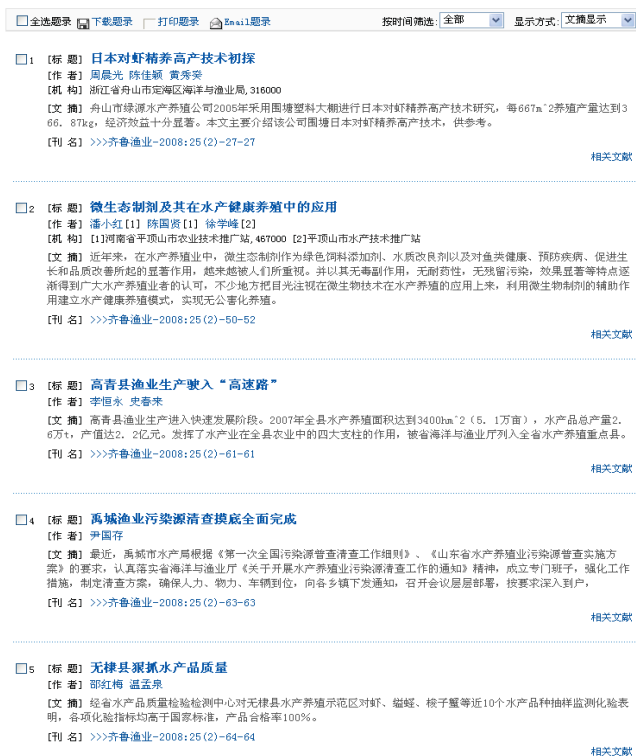 全选题录 下载题录 打印题录 Email题录 按时间筛选: 全部 显示方式: 文摘显示
1 [标 题] 日本对虾精养高产技术初探
[作 者] 周晨光 陈佳颖 黄秀斐
[机 构] 浙江省舟山市定海区海洋与渔业局,316000
[文 摘] 舟山市绿源水产养殖公司2005年采用围塘塑料大棚进行日本对虾精养高产技术研究，每667m^2养殖产量达到3
66．87kg，经济效益十分显著。本文主要介绍该公司围塘日本对虾精养高产技术，供参考。
[刊 名] >>>齐鲁渔业-2008:25(2)-27-27
相关文献
2 [标 题] 微生态制剂及其在水产健康养殖中的应用
[作 者] 潘小红[1] 陈国贤[1] 徐学峰[2]
[机 构] [1]河南省平顶山市农业技术推广站,467000 [2]平顶山市水产技术推广站
[文 摘] 近年来，在水产养殖业中，微生态制剂作为绿色饲料添加剂、水质改良剂以及对鱼类健康、预防疾病、促进生
长和品质改善所起的显著作用，越来越被人们所重视。并以其无毒副作用，无耐药性，无残留污染，效果显著等特点逐
渐得到广大水产养殖业者的认可，不少地方把目光注视在微生物技术在水产养殖的应用上来，利用微生物制剂的辅助作
用建立水产健康养殖模式，实现无公害化养殖。
[刊 名] >>>齐鲁渔业-2008:25(2)-50-52
相关文献
3 [标 题] 高青县渔业生产驶入“高速路”
[作 者] 李恒永 史春来
[文 摘] 高青县渔业生产进入快速发展阶段。2007年全县水产养殖面积达到3400hm^2（5．1万亩），水产品总产量2．
6万t，产值达2．2亿元。发挥了水产业在全县农业中的四大支柱的作用，被省海洋与渔业厅列入全省水产养殖重点县。
[刊 名] >>>齐鲁渔业-2008:25(2)-61-61
相关文献
4 [标 题] 禹城渔业污染源清查摸底全面完成
[作 者] 尹国存
[文 摘] 最近，禹城市水产局根据《第一次全国污染源普查清查工作细则》、《山东省水产养殖业污染源普查实施方
案》的要求，认真落实省海洋与渔业厅《关于开展水产养殖业污染源清查工作的通知》精神，成立专门班子，强化工作
措施，制定清查方案，确保人力、物力、车辆到位，向各乡镇下发通知，召开会议层层部署，按要求深入到户，
[刊 名] >>>齐鲁渔业-2008:25(2)-63-63
相关文献
5 [标 题] 无棣县狠抓水产品质量
[作 者] 邵红梅 温孟泉
[文 摘] 经省水产品质量检验检测中心对无棣县水产养殖示范区对虾、缢蛏、梭子蟹等近10个水产品种抽样监测化验表
明，各项化验指标均高于国家标准，产品合格率100%。
[刊 名] >>>齐鲁渔业-2008:25(2)-64-64
相关文献